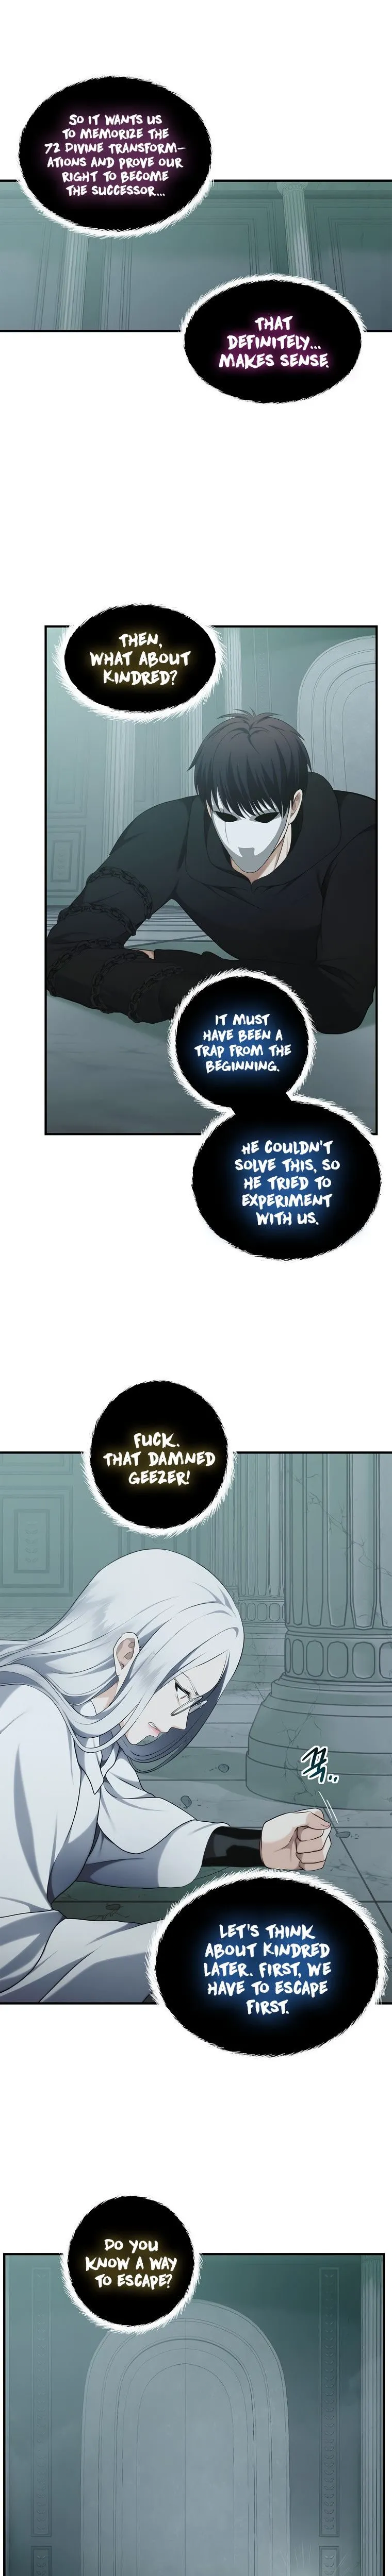 SO IT WANTS US
TO MEMORIZE THE
72 DIVINE TRANSFORM-
ATIONS AND PROVE OUR
RIGHT TO BECOME
THE SUCCESSOR...
THAT
DEFINITELY...
MAKES SENSE.
THEN,
WHAT ABOUT
KINDRED?
IT MUST
HAVE BEEN A
TRAP FROM THE
BEGINNING.
HE COULDN'T
SOLVE THIS, SO
HE TRIED TO
EXPERIMENT
WITH US.
FUCK.
THAT DAMNED
GEEZER!
꾹..
LET'S THINK
ABOUT KINDRED
LATER. FIRST, WE
HAVE TO ESCAPE
FIRST.
DO YOU
KNOW A WAY
TO ESCAPE?